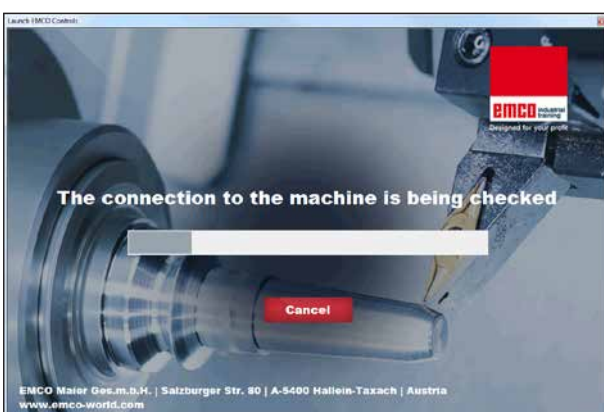 Launch EMCO Controls
emco industrial
training
Designed for your profit
The connection to the machine is being checked
Cancel
EMCO Maier Ges.m.b.H. | Salzburger Str. 80 | A-5400 Hallein-Taxach | Austria
www.emco-world.com